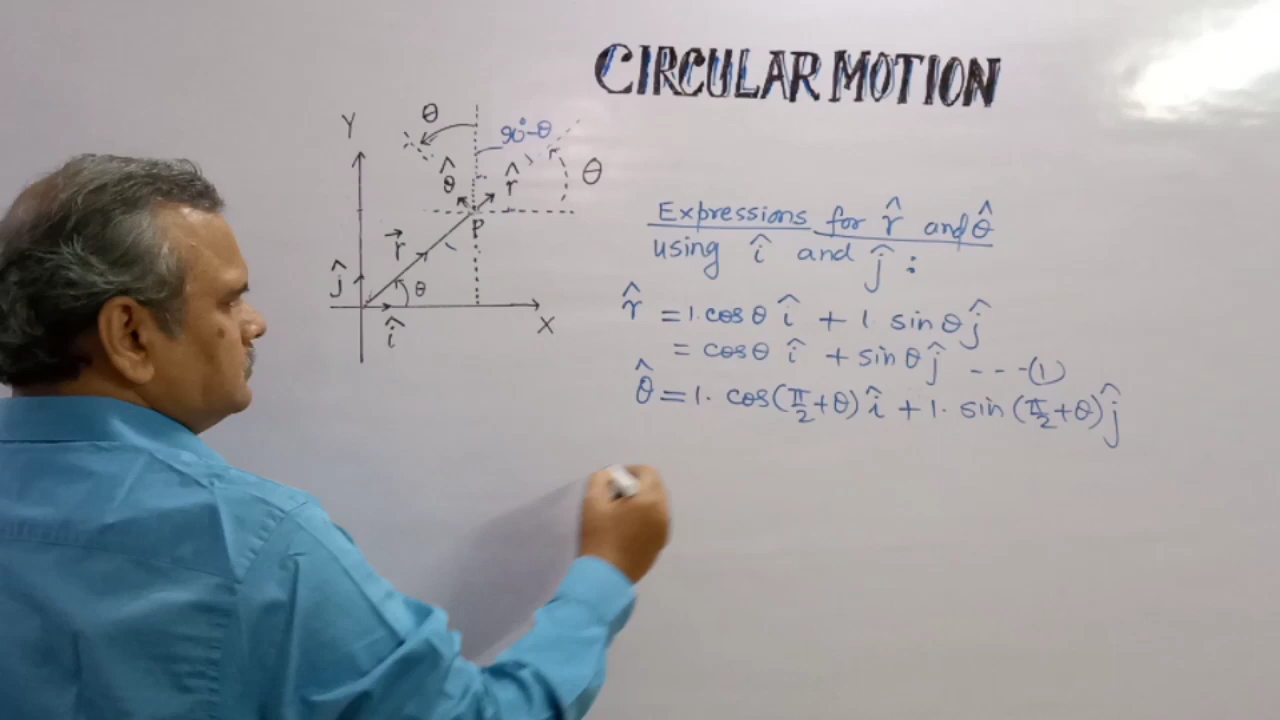 CIRCULAR MOTION
Y
θ
90°-θ
θ̂
r̂
θ
P
r⃗
ĵ
θ
î
X
Expressions for r̂ and θ̂
using î and ĵ :
r̂ = 1. cosθ î + 1. sinθ ĵ
= cosθ î + sinθ ĵ ---(1)
θ̂ = 1. cos(π/2+θ) î + 1. sin(π/2+θ) ĵ